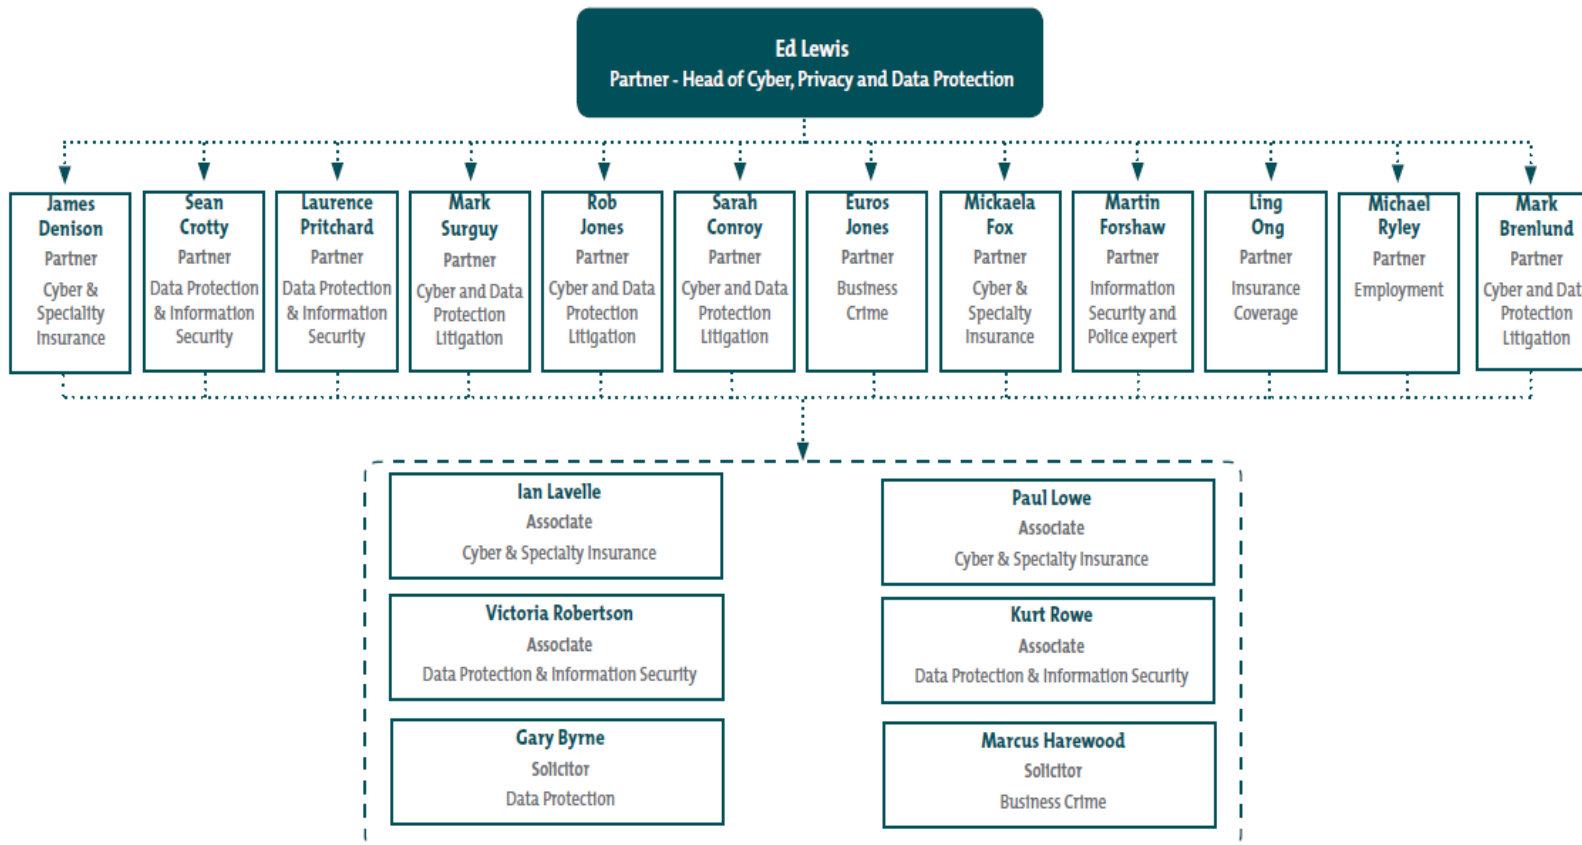 Ed Lewis
Partner - Head of Cyber, Privacy and Data Protection
James
Denison
Partner
Cyber &
Speciality
Insurance
Sean
Crotty
Partner
Data Protection
& Information
Security
Laurence
Pritchard
Partner
Data Protection
& Information
Security
Mark
Surguy
Partner
Cyber and Data
Protection
Litigation
Rob
Jones
Partner
Cyber and Data
Protection
Litigation
Sarah
Conroy
Partner
Cyber and Data
Protection
Litigation
Euros
Jones
Partner
Business
Crime
Mickaela
Fox
Partner
Cyber &
Specialty
Insurance
Martin
Forshaw
Partner
Information
Security and
Police expert
Ling
Ong
Partner
Insurance
Coverage
Michael
Ryley
Partner
Employment
Mark
Brenlund
Partner
Cyber and Dat
Protection
Litigation
Ian Lavelle
Associate
Cyber & Specialty Insurance
Paul Lowe
Associate
Cyber & Specialty Insurance
Victoria Robertson
Associate
Data Protection & Information Security
Kurt Rowe
Associate
Data Protection & Information Security
Gary Byrne
Solicitor
Data Protection
Marcus Harewood
Solicitor
Business Crime